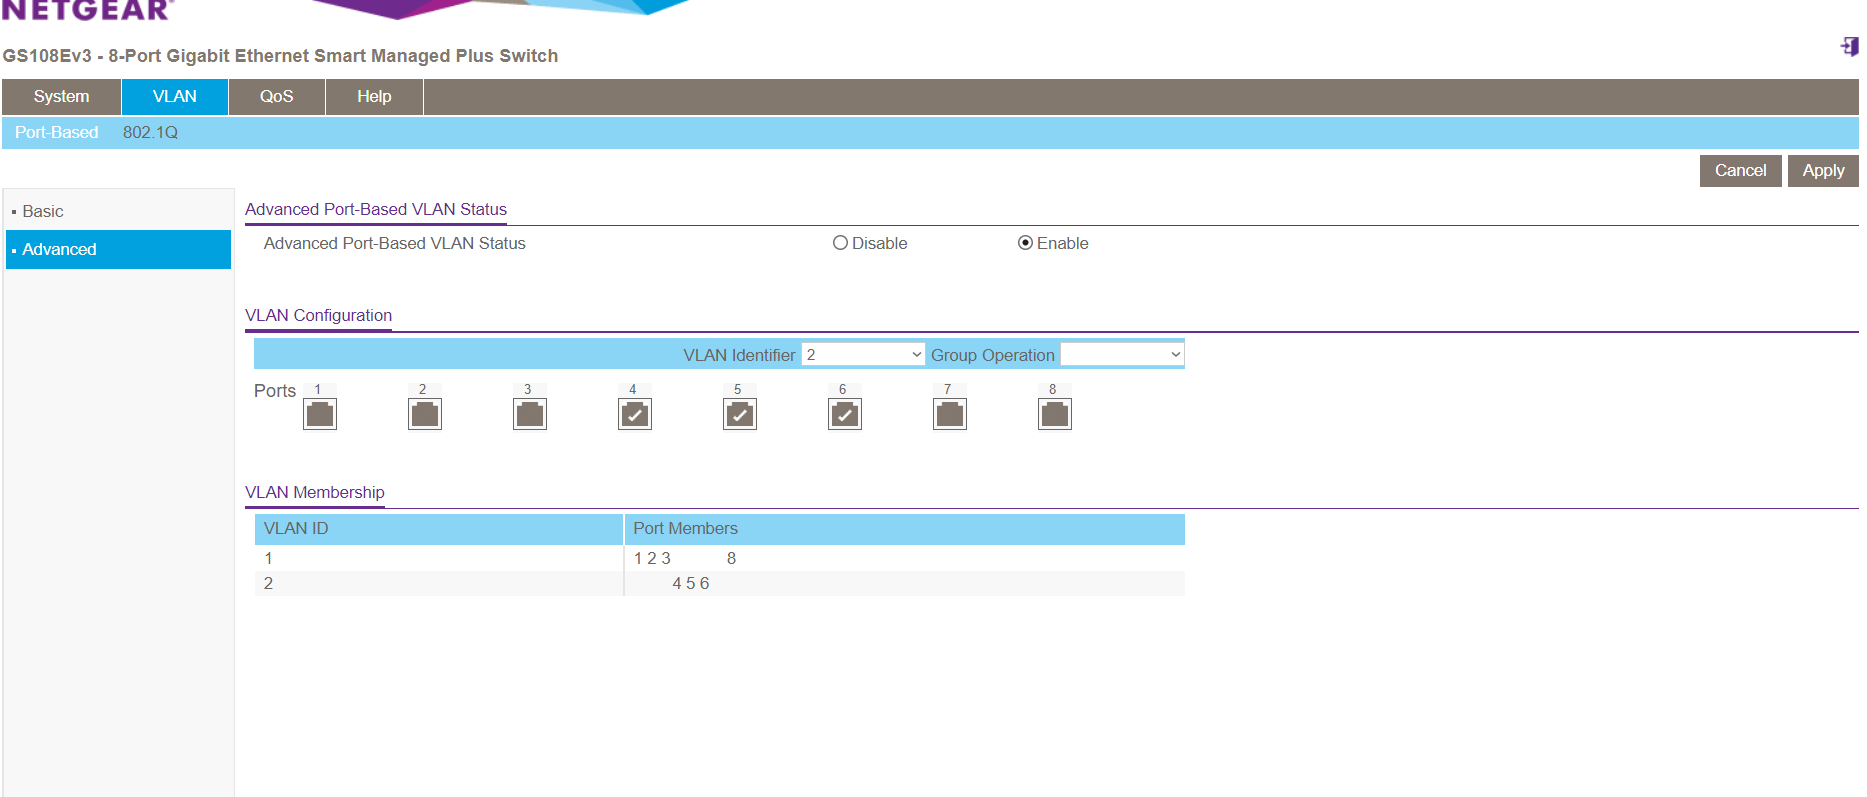 NETGEAR
GS108Ev3 - 8-Port Gigabit Ethernet Smart Managed Plus Switch
System VLAN QoS Help
Port-Based 802.1Q
Cancel Apply
Basic
Advanced
Advanced Port-Based VLAN Status
Advanced Port-Based VLAN Status Disable Enable
VLAN Configuration
VLAN Identifier 2 Group Operation
Ports 1 2 3 4 5 6 7 8
VLAN Membership
VLAN ID Port Members
1 1 2 3 8
2 4 5 6